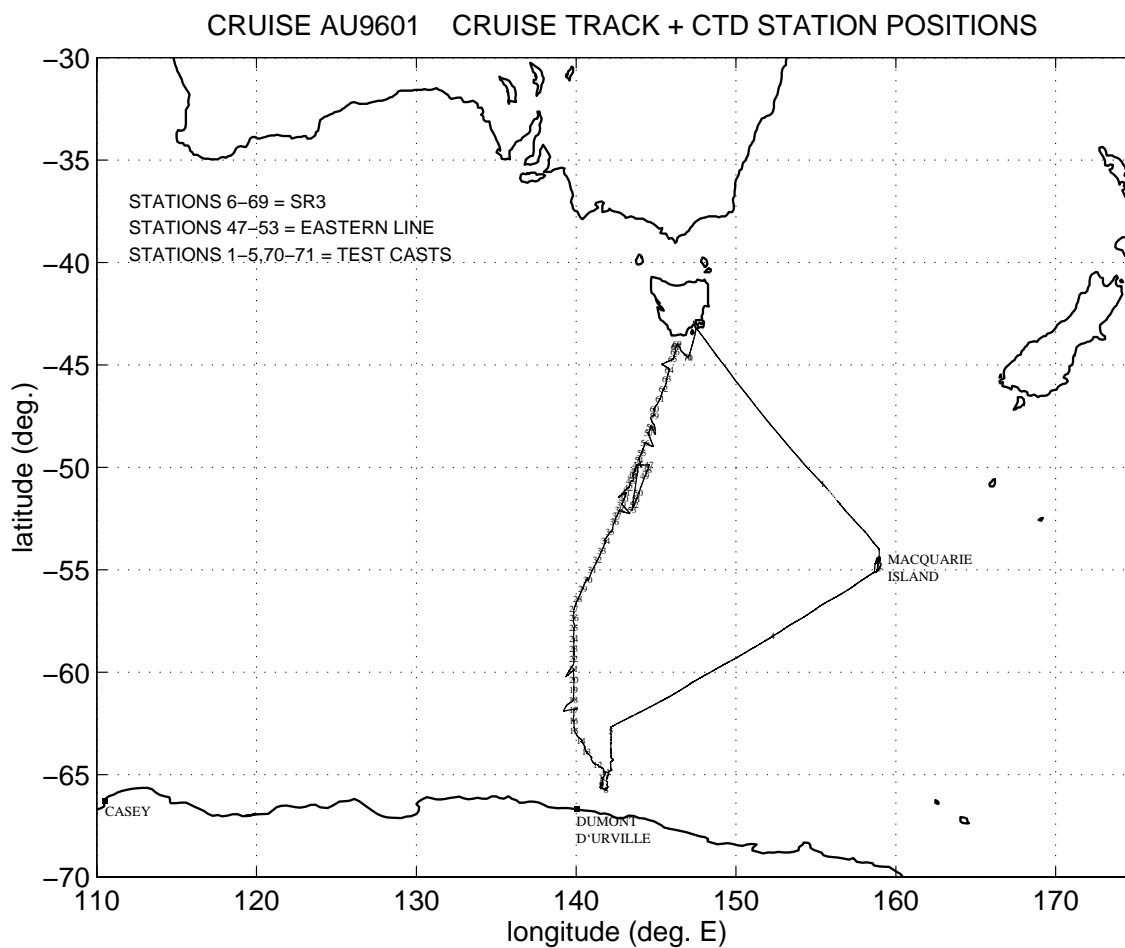 CRUISE AU9601 CRUISE TRACK + CTD STATION POSITIONS
−30
−35
STATIONS 6−69 = SR3
STATIONS 47−53 = EASTERN LINE
STATIONS 1−5,70−71 = TEST CASTS
−40
−45
latitude (deg.)
−50
−55
MACQUARIE
ISLAND
−60
−65
CASEY
DUMONT
D'URVILLE
−70
110
120
130
140
150
160
170
longitude (deg. E)